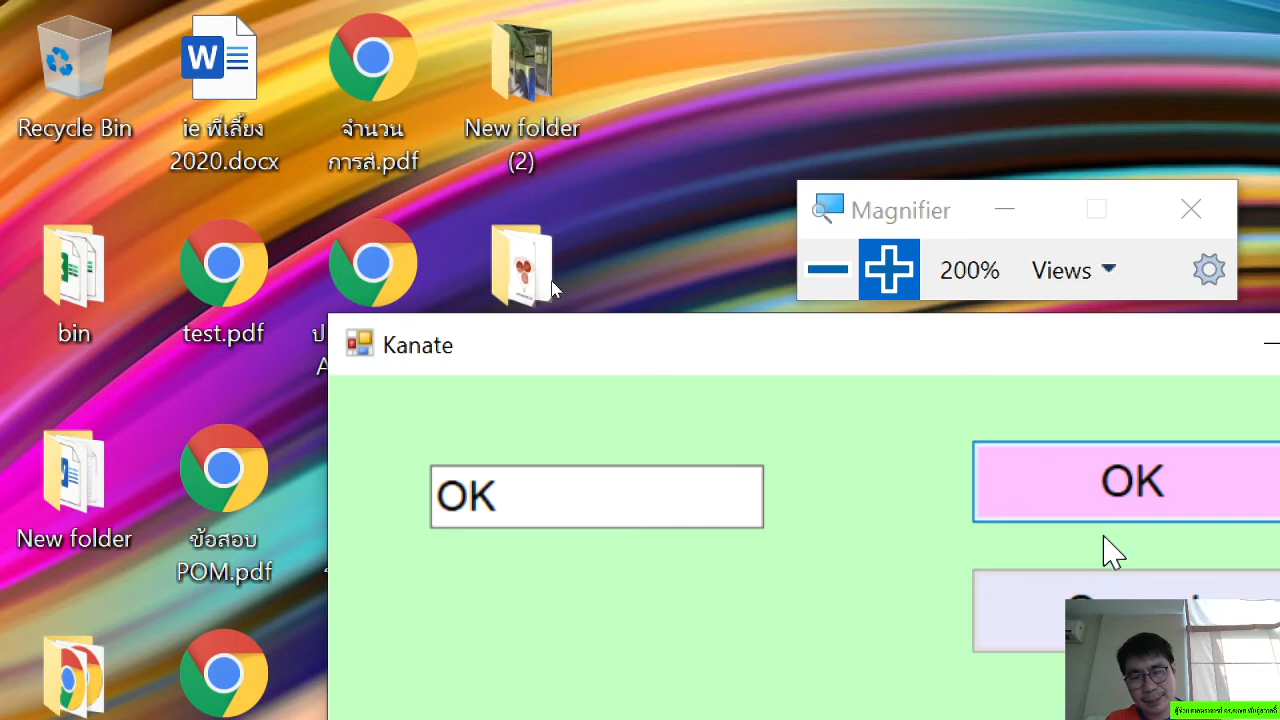 Recycle Bin
ie พี่เลี้ยง
2020.docx
จำนวน
การส่.pdf
New folder
(2)
Magnifier
200%
Views
bin
test.pdf
Kanate
OK
OK
New folder
ข้อสอบ
POM.pdf